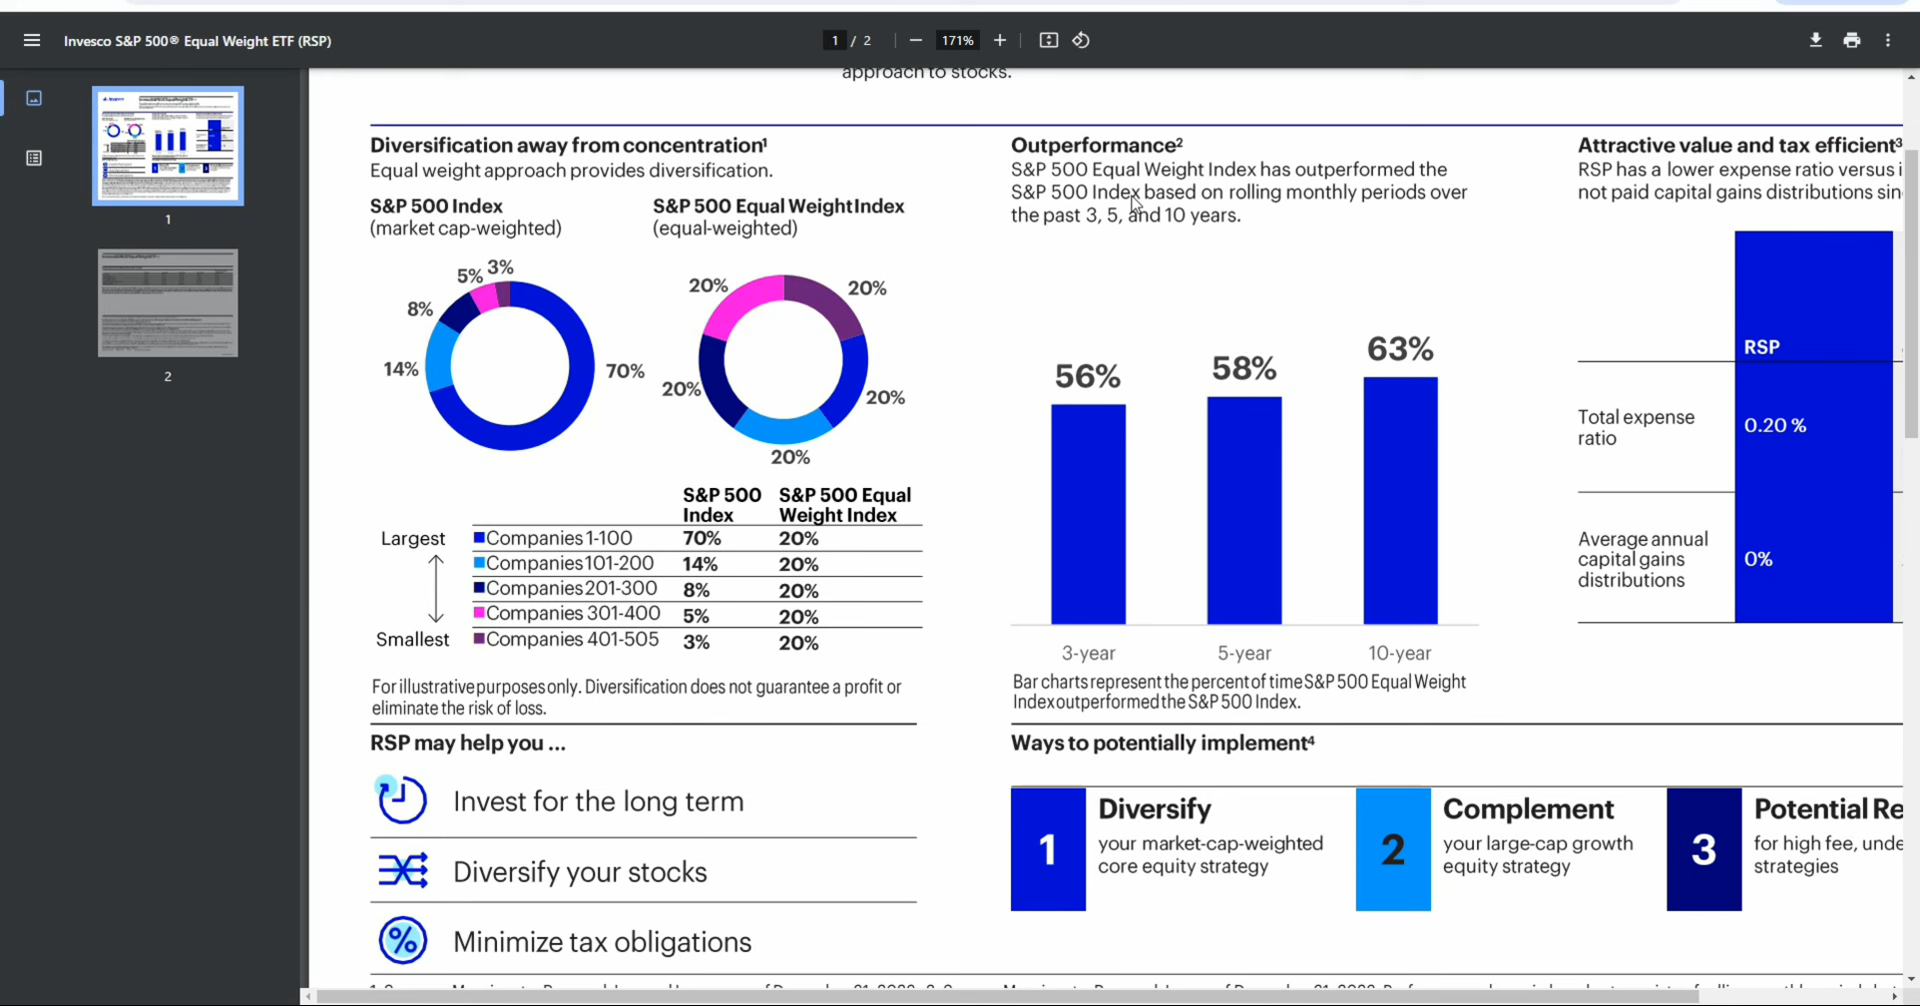 Invesco S&P 500® Equal Weight ETF (RSP)
1 / 2
171%
approach to stocks.
1
2
Diversification away from concentration¹
Equal weight approach provides diversification.
S&P 500 Index
(market cap-weighted)
S&P 500 Equal Weight Index
(equal-weighted)
5% 3%
8%
14%
70%
20%
20%
20%
20%
20%
S&P 500 Index
S&P 500 Equal Weight Index
Largest
Companies 1-100 70% 20%
Companies 101-200 14% 20%
Companies 201-300 8% 20%
Companies 301-400 5% 20%
Smallest
Companies 401-505 3% 20%
For illustrative purposes only. Diversification does not guarantee a profit or
eliminate the risk of loss.
RSP may help you ...
Invest for the long term
Diversify your stocks
Minimize tax obligations
Outperformance²
S&P 500 Equal Weight Index has outperformed the
S&P 500 Index based on rolling monthly periods over
the past 3, 5, and 10 years.
56%
58%
63%
3-year
5-year
10-year
Bar charts represent the percent of time S&P 500 Equal Weight
Index outperformed the S&P 500 Index.
Ways to potentially implement⁴
1
Diversify
your market-cap-weighted
core equity strategy
2
Complement
your large-cap growth
equity strategy
3
Potential Re
for high fee, unde
strategies
Attractive value and tax efficient³
RSP has a lower expense ratio versus i
not paid capital gains distributions sin
RSP
Total expense
ratio
0.20 %
Average annual
capital gains
distributions
0%